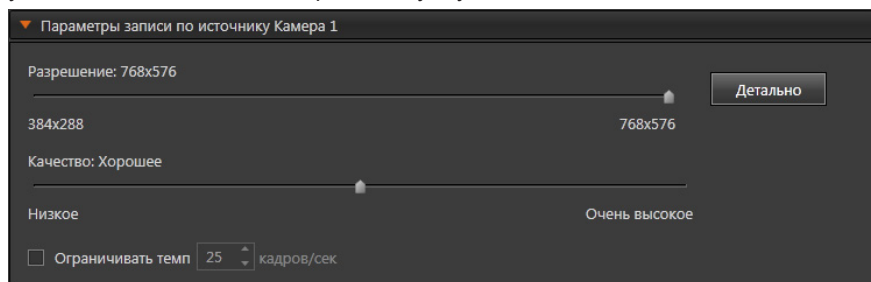 Параметры записи по источнику Камера 1
Разрешение: 768x576
Детально
384x288 768x576
Качество: Хорошее
Низкое Очень высокое
Ограничивать темп 25 кадров/сек